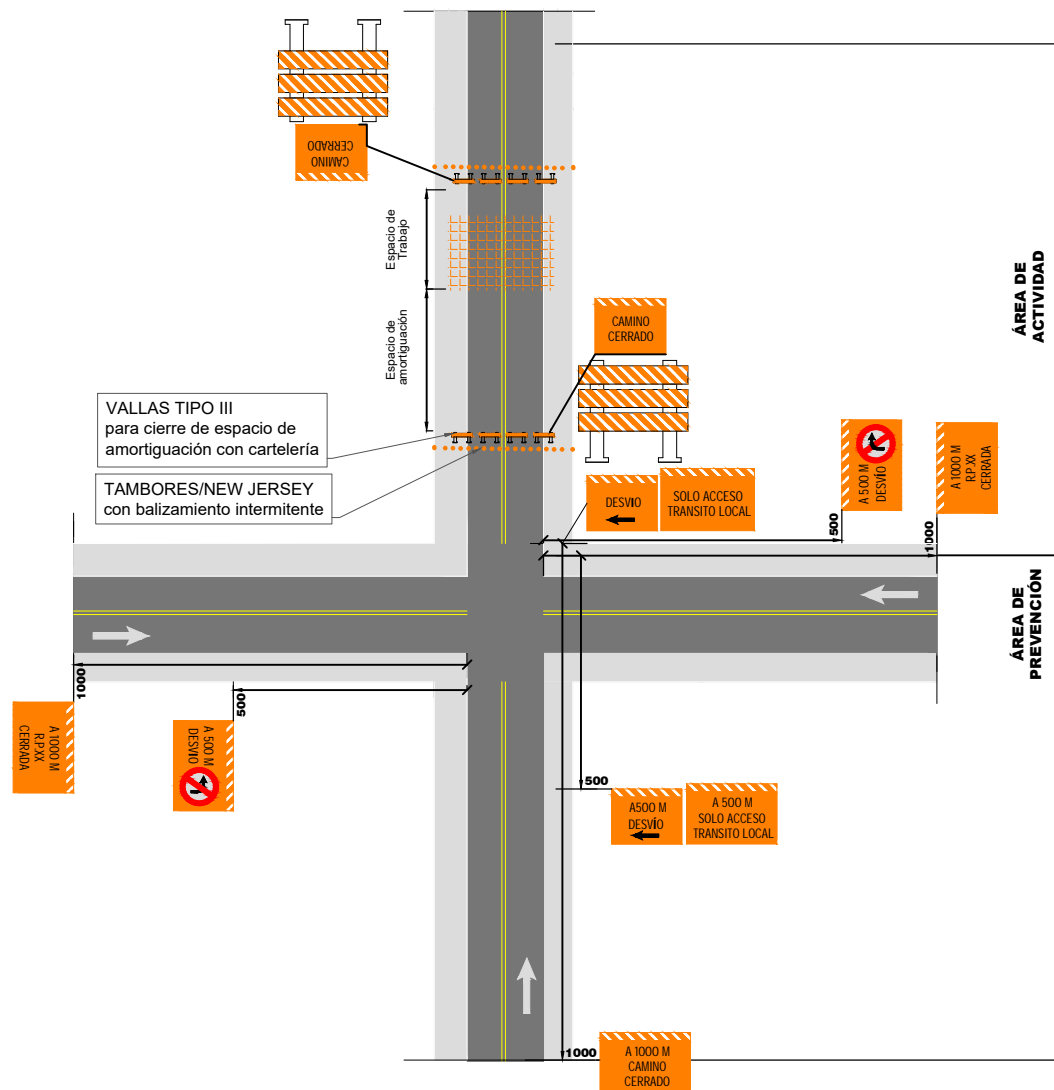 CAMINO
CERRADO
Espacio de
Trabajo
ÁREA DE
ACTIVIDAD
Espacio de
amortiguación
CAMINO
CERRADO
VALLAS TIPO III
para cierre de espacio de
amortiguación con cartelería
TAMBORES/NEW JERSEY
con balizamiento intermitente
DESVIO
SOLO ACCESO
TRANSITO LOCAL
A 500 M
DESVÍO
A 1000 M
R.P.XX
CERRADA
500
1000
ÁREA DE
PREVENCIÓN
1000
500
A 1000 M
R.P.XX
CERRADA
A 500 M
DESVÍO
500
A500 M
DESVÍO
A 500 M
SOLO ACCESO
TRANSITO LOCAL
1000
A 1000 M
CAMINO
CERRADO